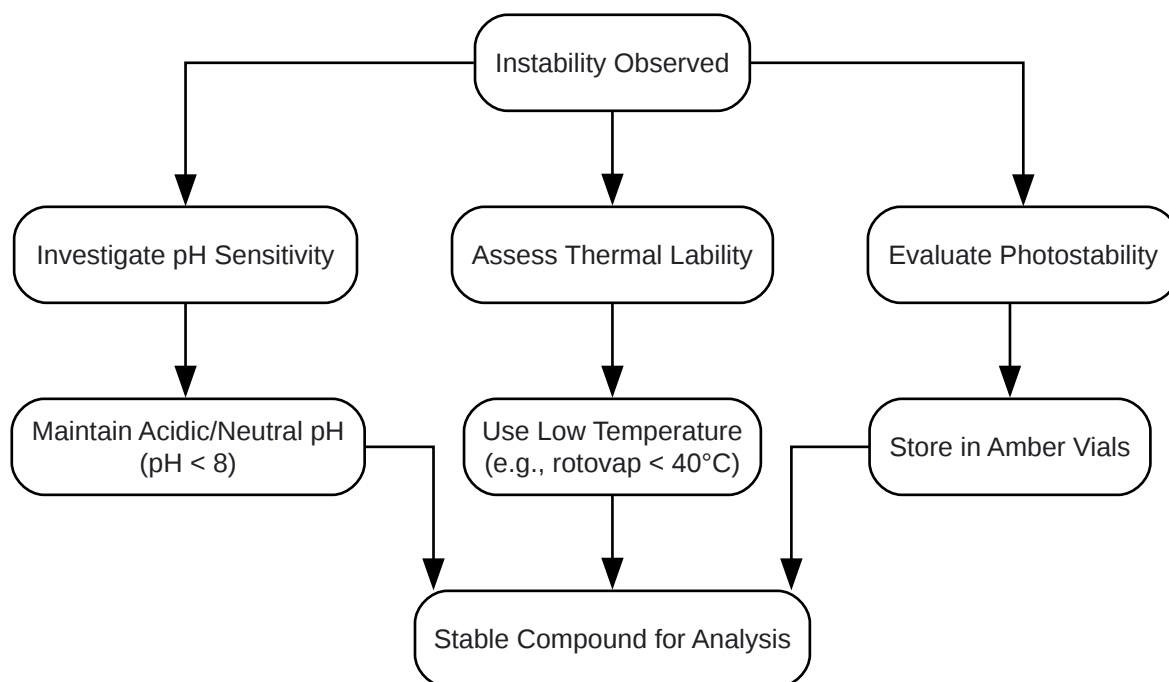 Instability Observed
Investigate pH Sensitivity
Assess Thermal Lability
Evaluate Photostability
Maintain Acidic/Neutral pH
(pH < 8)
Use Low Temperature
(e.g., rotovap < 40°C)
Store in Amber Vials
Stable Compound for Analysis